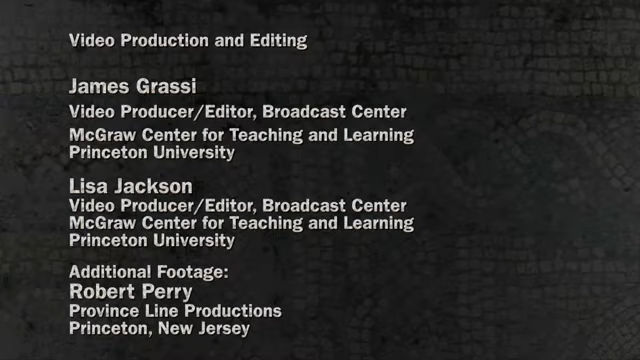 Video Production and Editing
James Grassi
Video Producer/Editor, Broadcast Center
McGraw Center for Teaching and Learning
Princeton University
Lisa Jackson
Video Producer/Editor, Broadcast Center
McGraw Center for Teaching and Learning
Princeton University
Additional Footage:
Robert Perry
Province Line Productions
Princeton, New Jersey